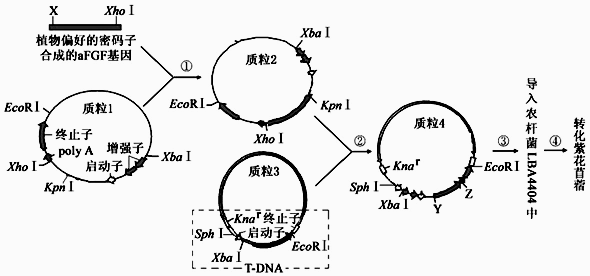 X
Xho I
植物偏好的密码子
合成的aFGF基因
①
质粒1
EcoR I
终止子
poly A
增强子
启动子
Xba I
Xho I
Kpn I
质粒2
Xba I
EcoR I
Kpn I
Xho I
②
质粒3
Knaʳ
终止子
Sph I
启动子
EcoR I
Xba I
T-DNA
质粒4
Knaʳ
EcoR I
Sph I
Xba I
Y
Z
③
导入农杆菌LBA4404中
④
转化紫花苜蓿